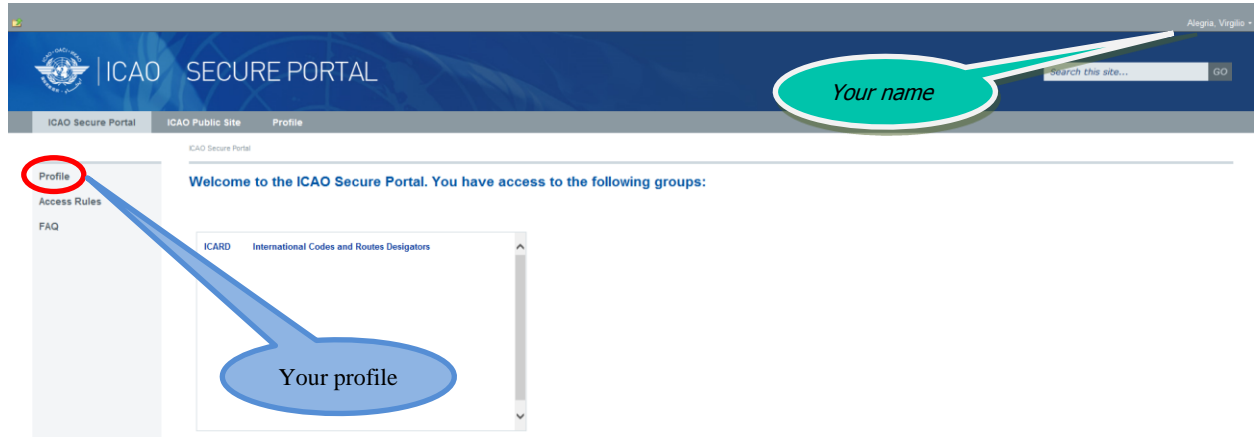 Alegria, Virgilio
ICAO SECURE PORTAL
Your name
Search this site...
GO
ICAO Secure Portal
ICAO Public Site
Profile
ICAO Secure Portal
Profile
Welcome to the ICAO Secure Portal. You have access to the following groups:
Access Rules
FAQ
ICARD International Codes and Routes Desigators
Your profile